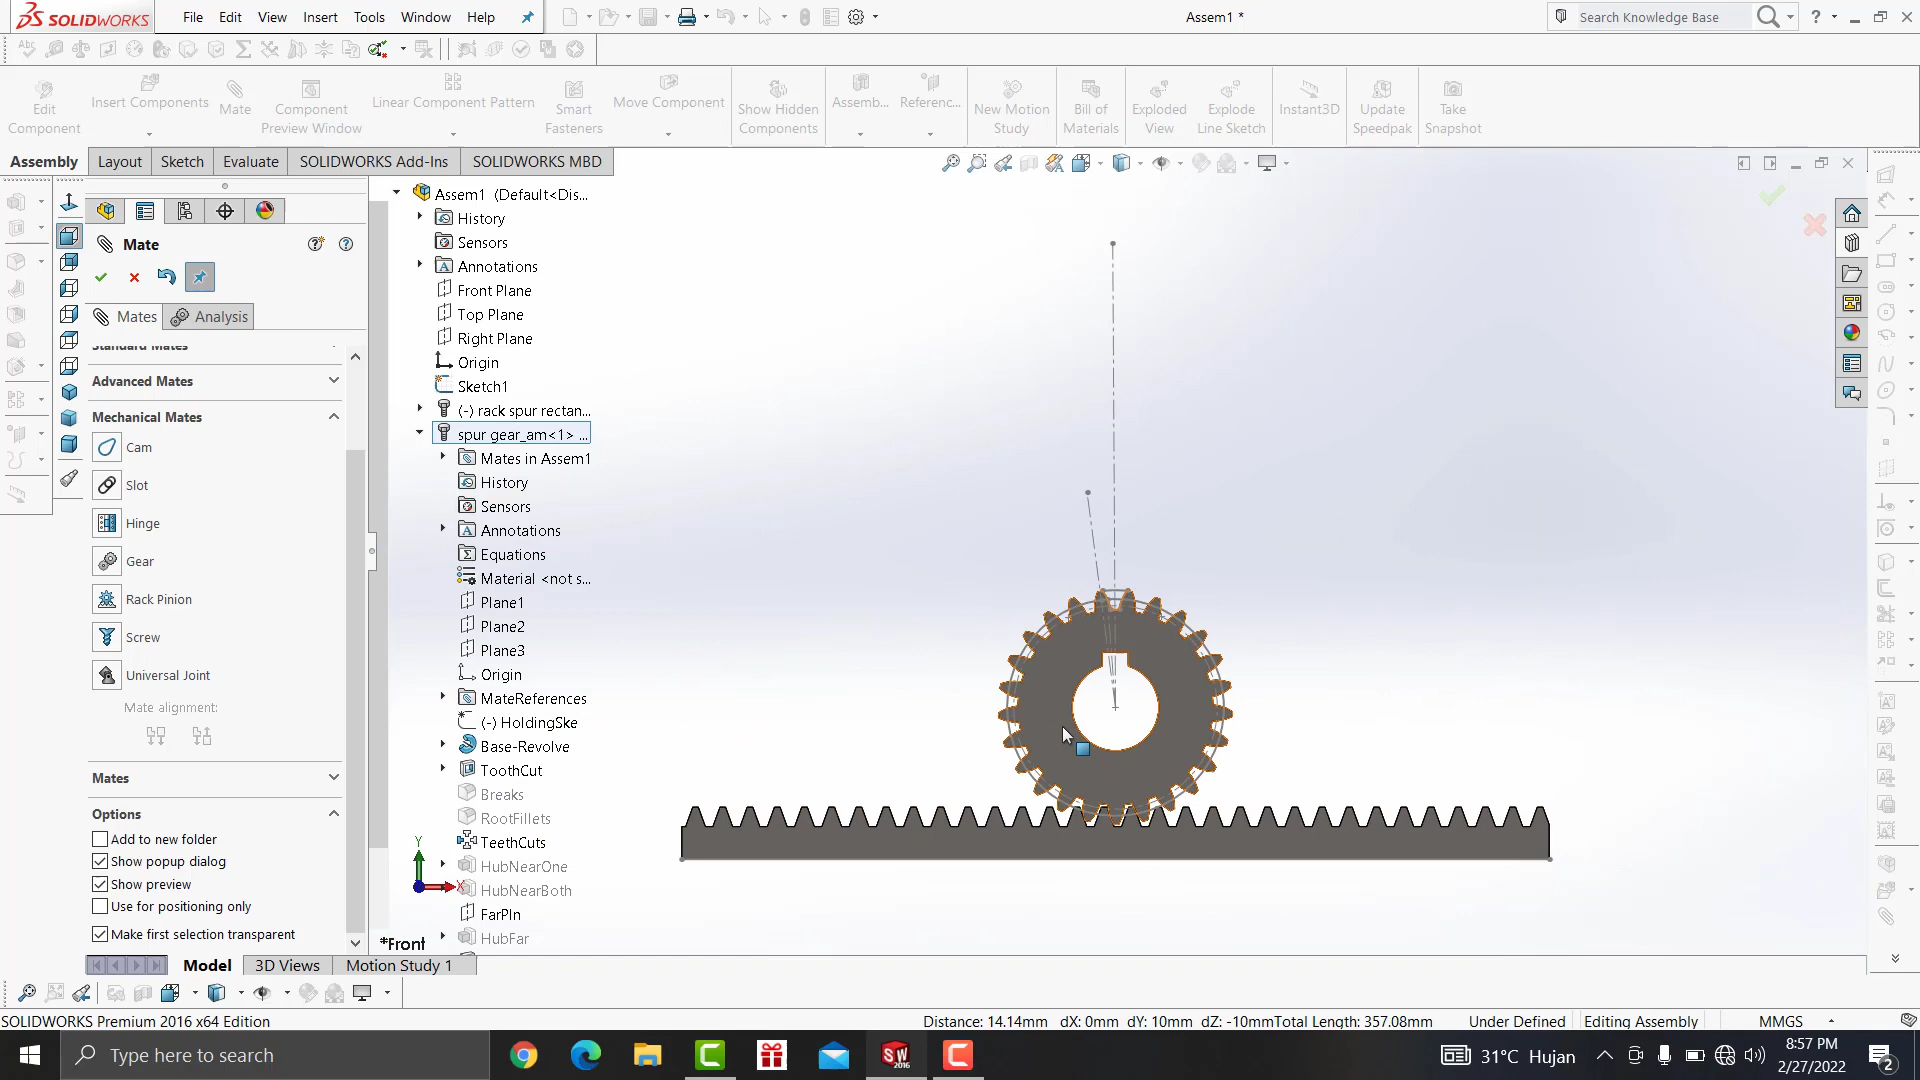 SOLIDWORKS
File Edit View Insert Tools Window Help
Assem1 *
Search Knowledge Base
Edit Component
Insert Components
Mate
Component Preview Window
Linear Component Pattern
Smart Fasteners
Move Component
Show Hidden Components
Assemb...
Referenc...
New Motion Study
Bill of Materials
Exploded View
Explode Line Sketch
Instant3D
Update Speedpak
Take Snapshot
Assembly Layout Sketch Evaluate SOLIDWORKS Add-Ins SOLIDWORKS MBD
Mate
Mates Analysis
Standard Mates
Advanced Mates
Mechanical Mates
Cam
Slot
Hinge
Gear
Rack Pinion
Screw
Universal Joint
Mate alignment:
Mates
Options
Add to new folder
Show popup dialog
Show preview
Use for positioning only
Make first selection transparent
Assem1 (Default<Dis...
History
Sensors
Annotations
Front Plane
Top Plane
Right Plane
Origin
Sketch1
(-) rack spur rectan...
spur gear_am<1> ...
Mates in Assem1
History
Sensors
Annotations
Equations
Material <not s...
Plane1
Plane2
Plane3
Origin
MateReferences
(-) HoldingSke
Base-Revolve
ToothCut
Breaks
RootFillets
TeethCuts
HubNearOne
HubNearBoth
FarPln
HubFar
Y
X
*Front
Model 3D Views Motion Study 1
SOLIDWORKS Premium 2016 x64 Edition
Distance: 14.14mm dX: 0mm dY: 10mm dZ: -10mmTotal Length: 357.08mm Under Defined Editing Assembly MMGS
Type here to search
SW
2016
31°C Hujan
8:57 PM
2/27/2022
2